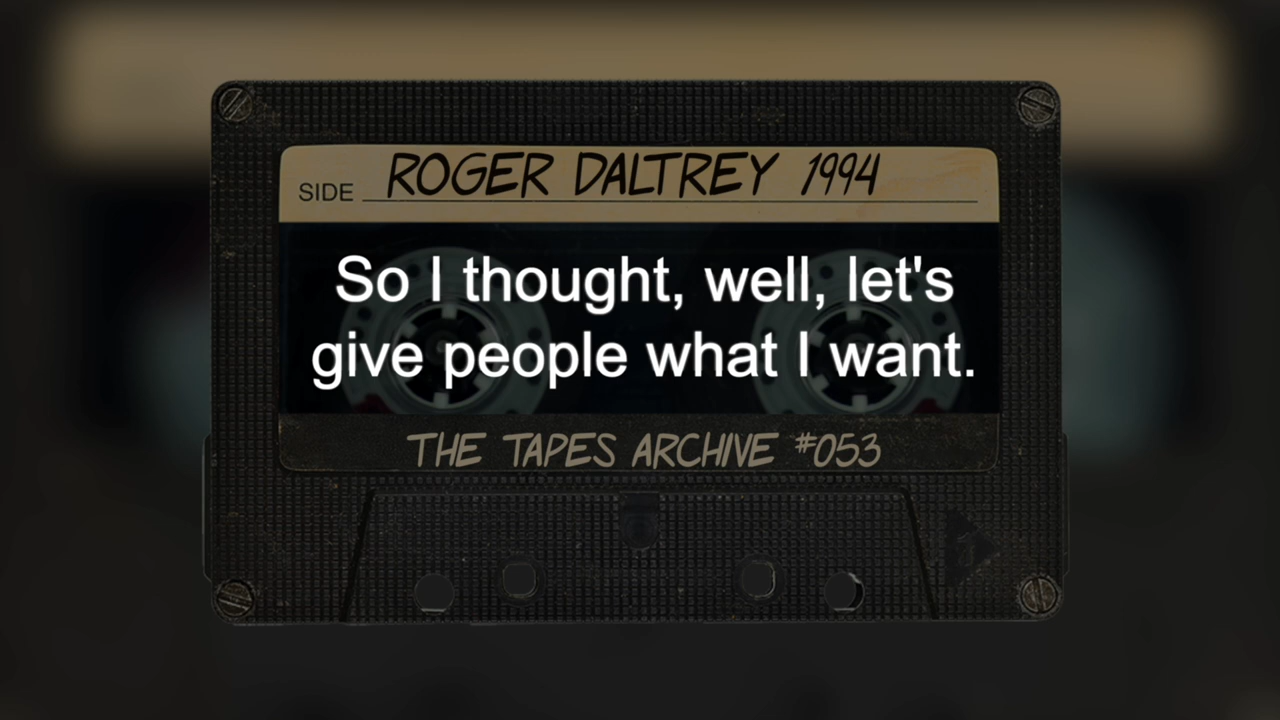 ROGER DALTREY 1994
SIDE
So I thought, well, let's
give people what I want.
THE TAPES ARCHIVE #053